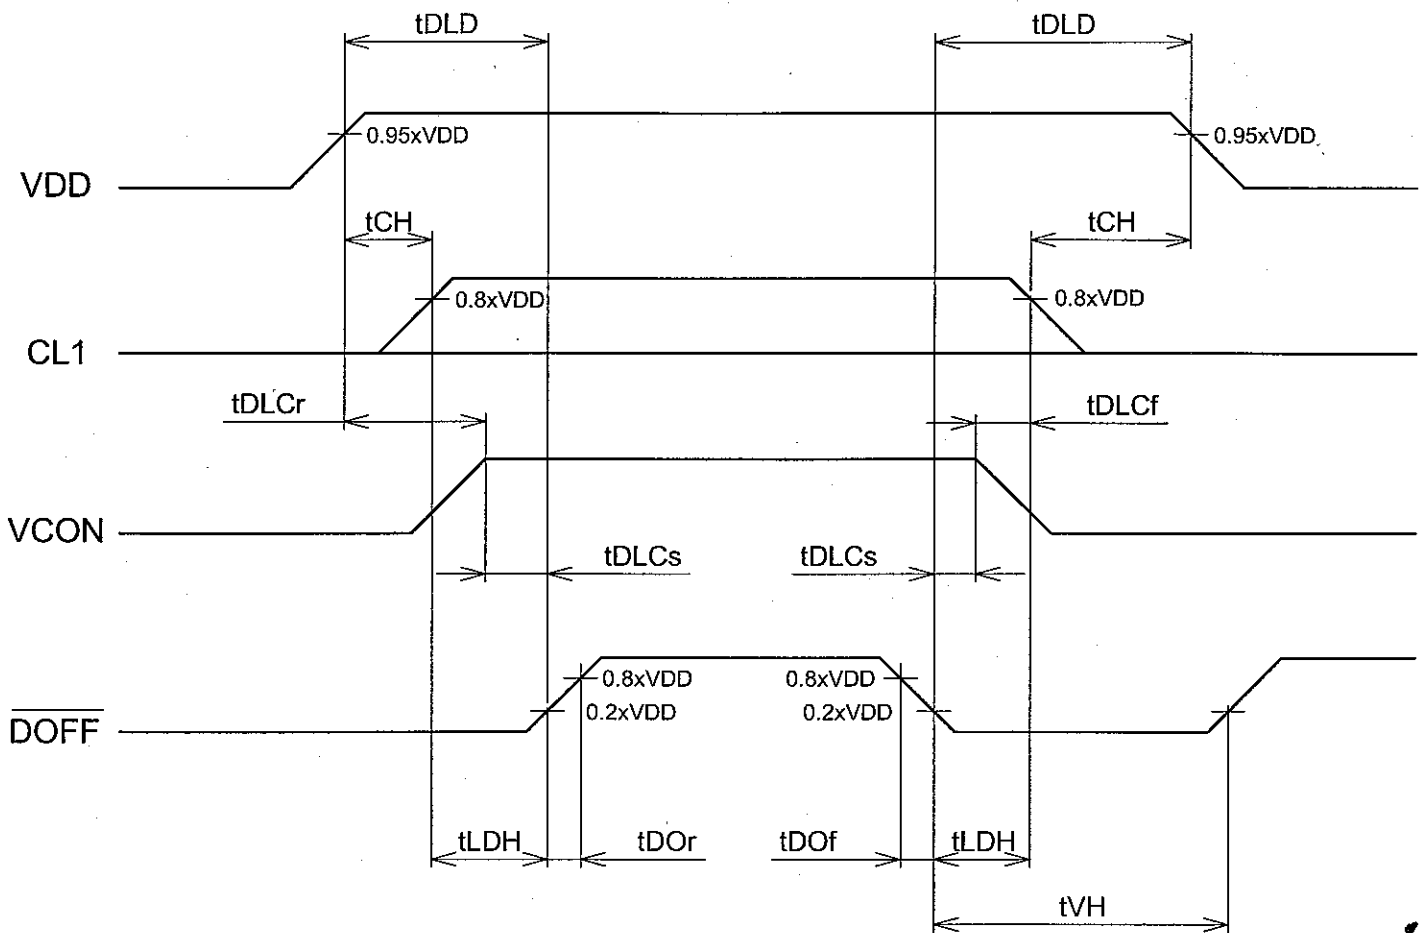 tDLD tDLD
0.95xVDD 0.95xVDD
VDD
tCH tCH
0.8xVDD 0.8xVDD
CL1
tDLCr tDLCf
VCON
tDLCs tDLCs
0.8xVDD 0.8xVDD
0.2xVDD 0.2xVDD
DOFF
tLDH tDOr tDOf tLDH
tVH